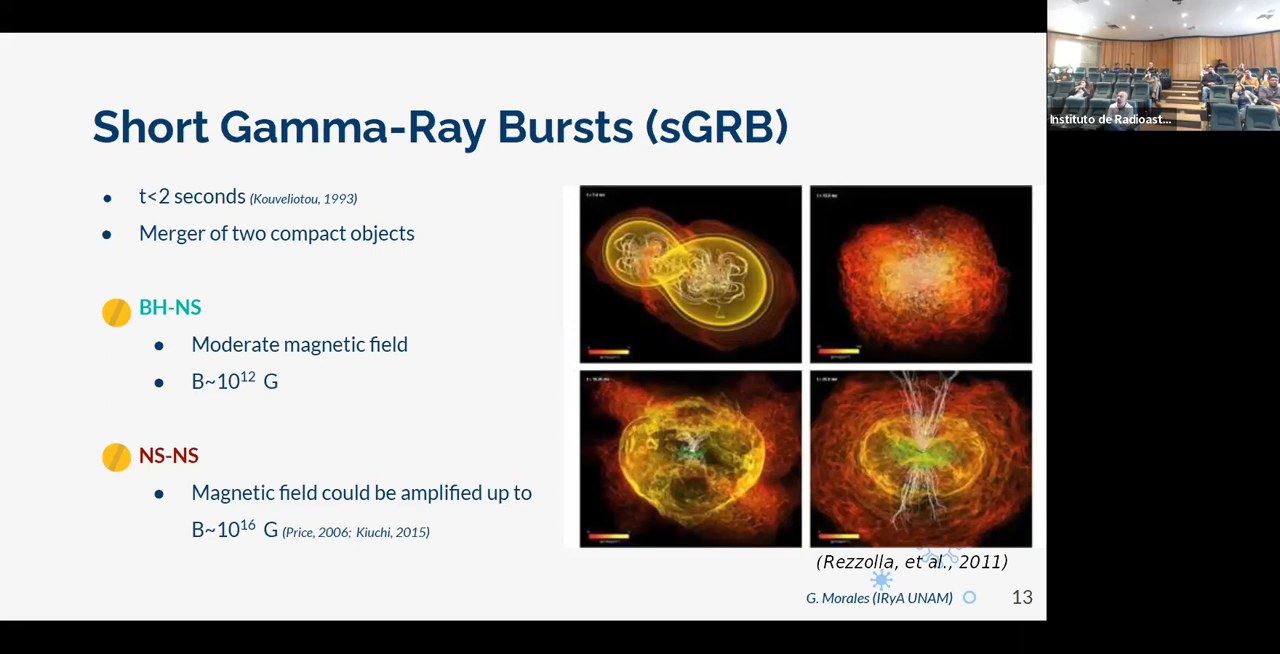 Short Gamma-Ray Bursts (sGRB)
● t<2 seconds (Kouveliotou, 1993)
● Merger of two compact objects
BH-NS
● Moderate magnetic field
● B~10¹² G
NS-NS
● Magnetic field could be amplified up to
B~10¹⁶ G (Price, 2006; Kiuchi, 2015)
(Rezzolla, et al., 2011)
G. Morales (IRyA UNAM)
13
Instituto de Radioast...